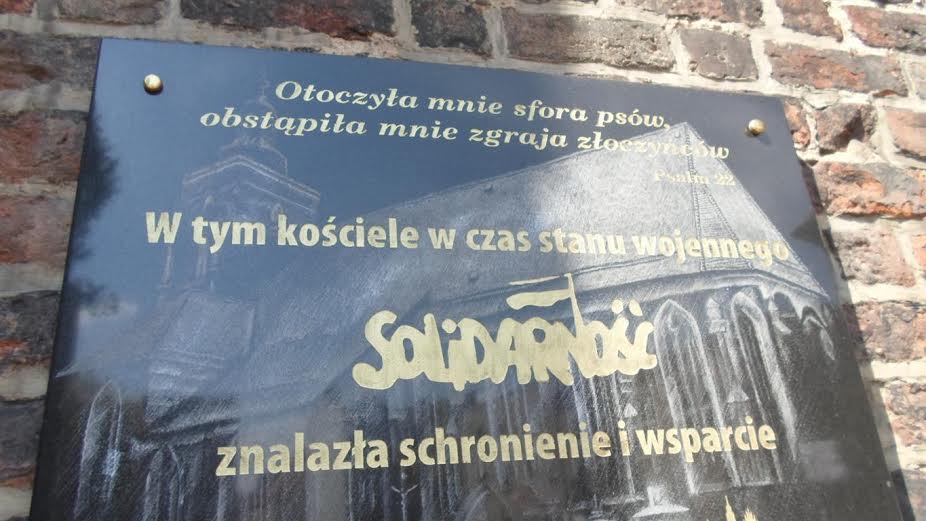 Otoczyła mnie sfora psów,
obstąpiła mnie zgraja złoczyńców
Psalm 22
W tym kościele w czas stanu wojennego
SOLIDARNOŚĆ
znalazła schronienie i wsparcie